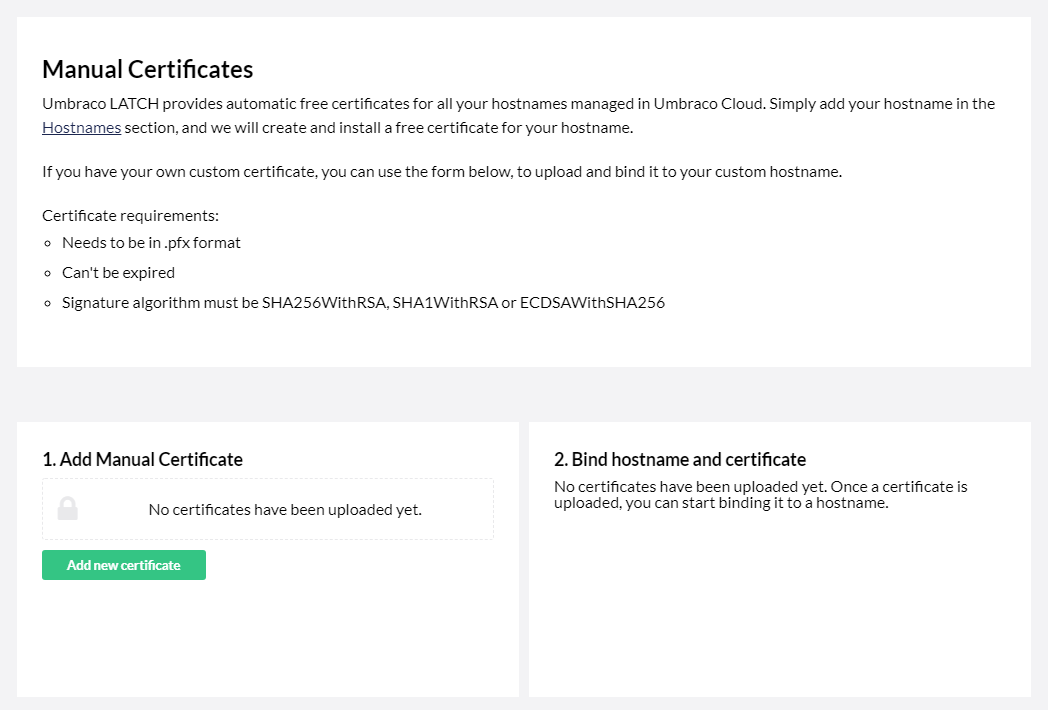 Manual Certificates
Umbraco LATCH provides automatic free certificates for all your hostnames managed in Umbraco Cloud. Simply add your hostname in the
Hostnames section, and we will create and install a free certificate for your hostname.
If you have your own custom certificate, you can use the form below, to upload and bind it to your custom hostname.
Certificate requirements:
Needs to be in .pfx format
Can't be expired
Signature algorithm must be SHA256WithRSA, SHA1WithRSA or ECDSAWithSHA256
1. Add Manual Certificate
No certificates have been uploaded yet.
Add new certificate
2. Bind hostname and certificate
No certificates have been uploaded yet. Once a certificate is
uploaded, you can start binding it to a hostname.